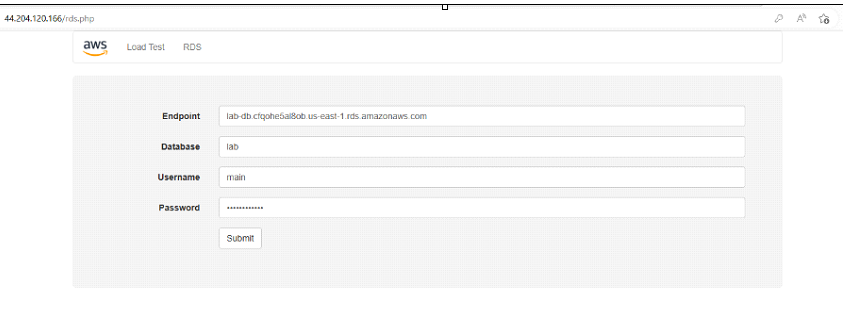 44.204.120.166/rds.php
aws Load Test RDS
Endpoint lab-db.cfqohe5al8ob.us-east-1.rds.amazonaws.com
Database lab
Username main
Password ••••••••••••
Submit